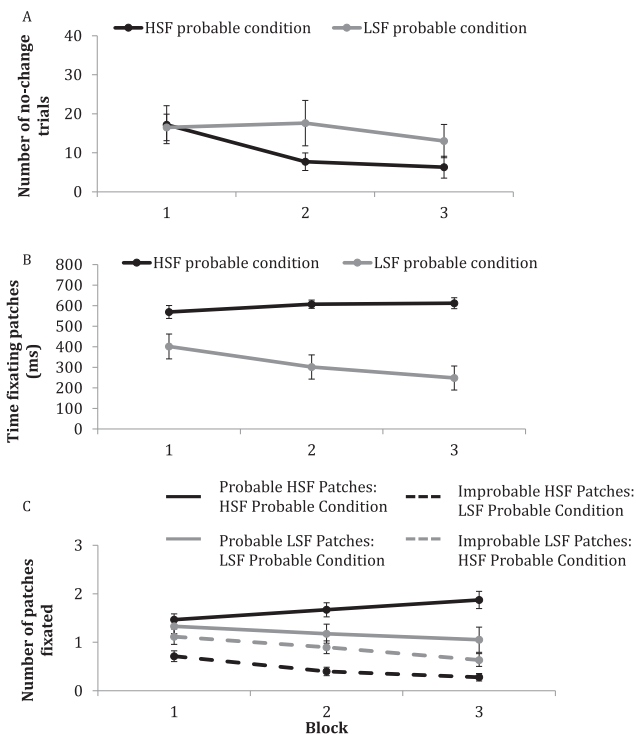 A
HSF probable condition LSF probable condition
Number of no-change
trials
40
30
20
10
0
1 2 3
B
HSF probable condition LSF probable condition
Time fixating patches
(ms)
800
700
600
500
400
300
200
100
0
1 2 3
C
Probable HSF Patches:
HSF Probable Condition
Improbable HSF Patches:
LSF Probable Condition
Probable LSF Patches:
LSF Probable Condition
Improbable LSF Patches:
HSF Probable Condition
Number of patches
fixated
3
2
1
0
1 2 3
Block